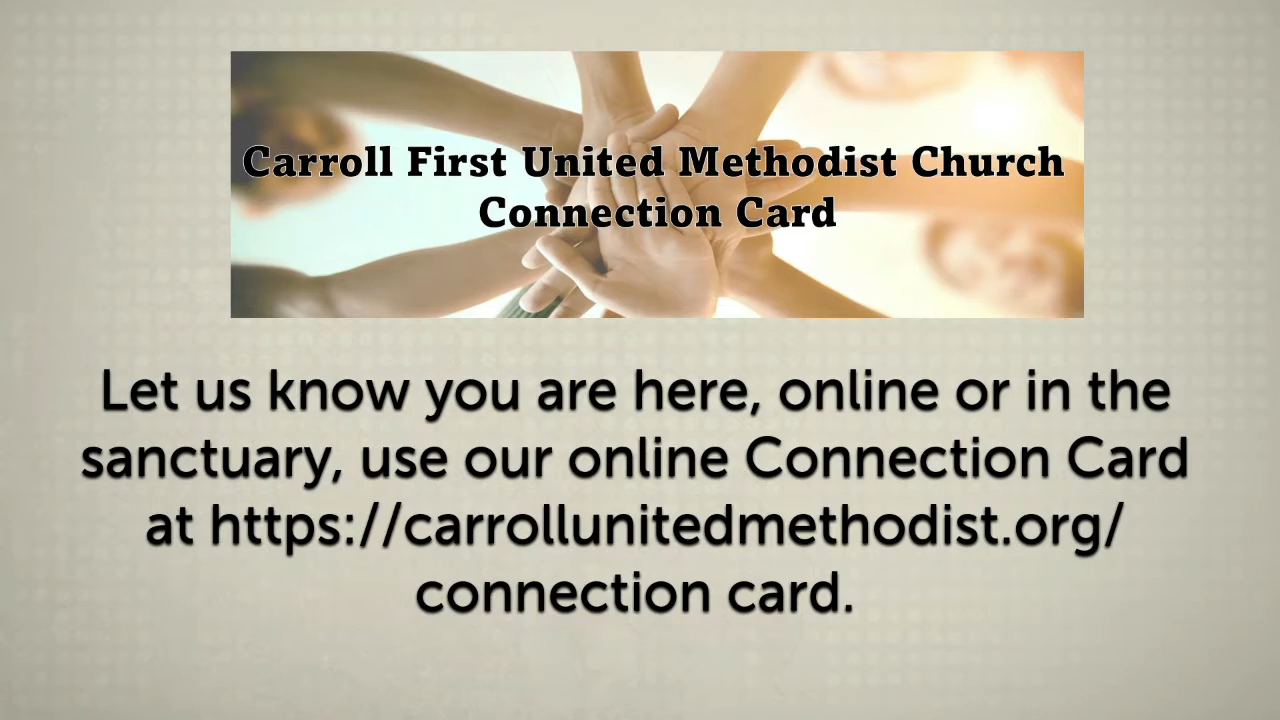 Carroll First United Methodist Church
Connection Card
Let us know you are here, online or in the
sanctuary, use our online Connection Card
at https://carrollunitedmethodist.org/
connection card.